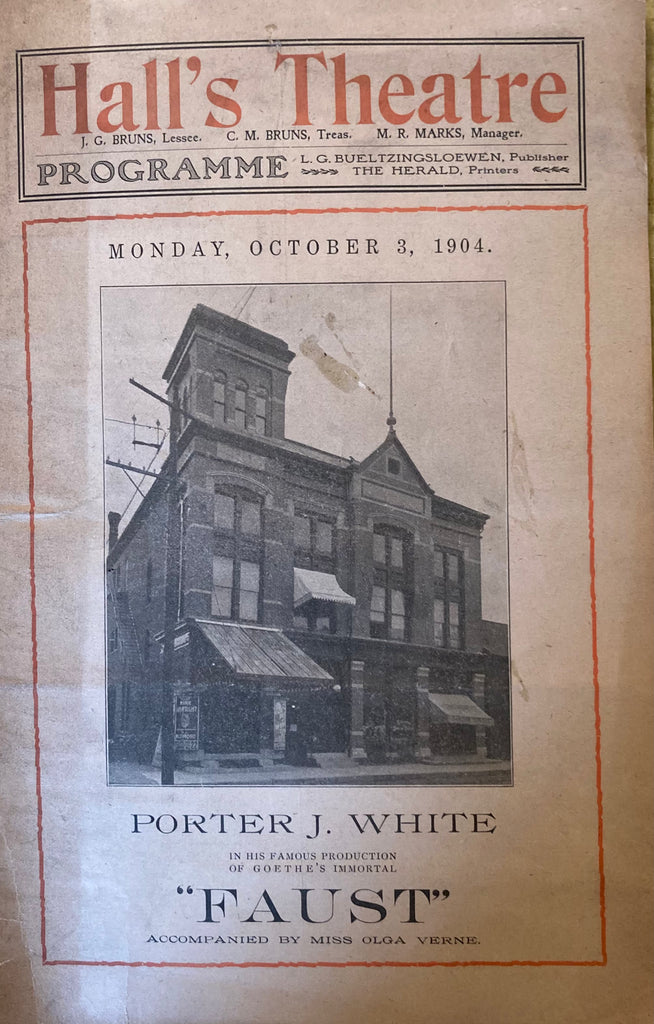 Hall's Theatre
J. G. BRUNS, Lessee. C. M. BRUNS, Treas. M. R. MARKS, Manager.
PROGRAMME
L. G. BUELTZINGSLOEWEN, Publisher
THE HERALD, Printers
MONDAY, OCTOBER 3, 1904.
PORTER J. WHITE
IN HIS FAMOUS PRODUCTION
OF GOETHE'S IMMORTAL
"FAUST"
ACCOMPANIED BY MISS OLGA VERNE.